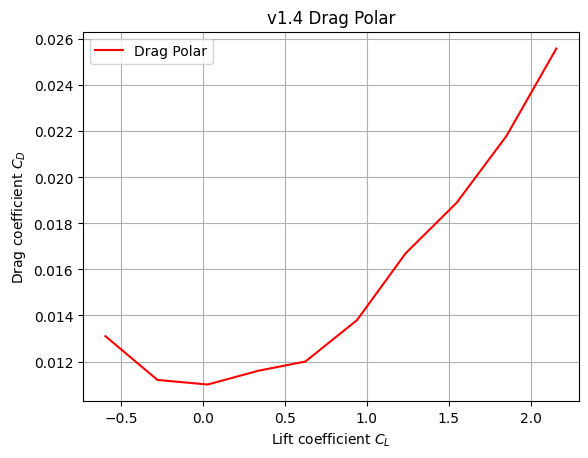 v1.4 Drag Polar
Drag Polar
0.026
0.024
0.022
0.020
0.018
0.016
0.014
0.012
Drag coefficient $C_D$
−0.5 0.0 0.5 1.0 1.5 2.0
Lift coefficient $C_L$